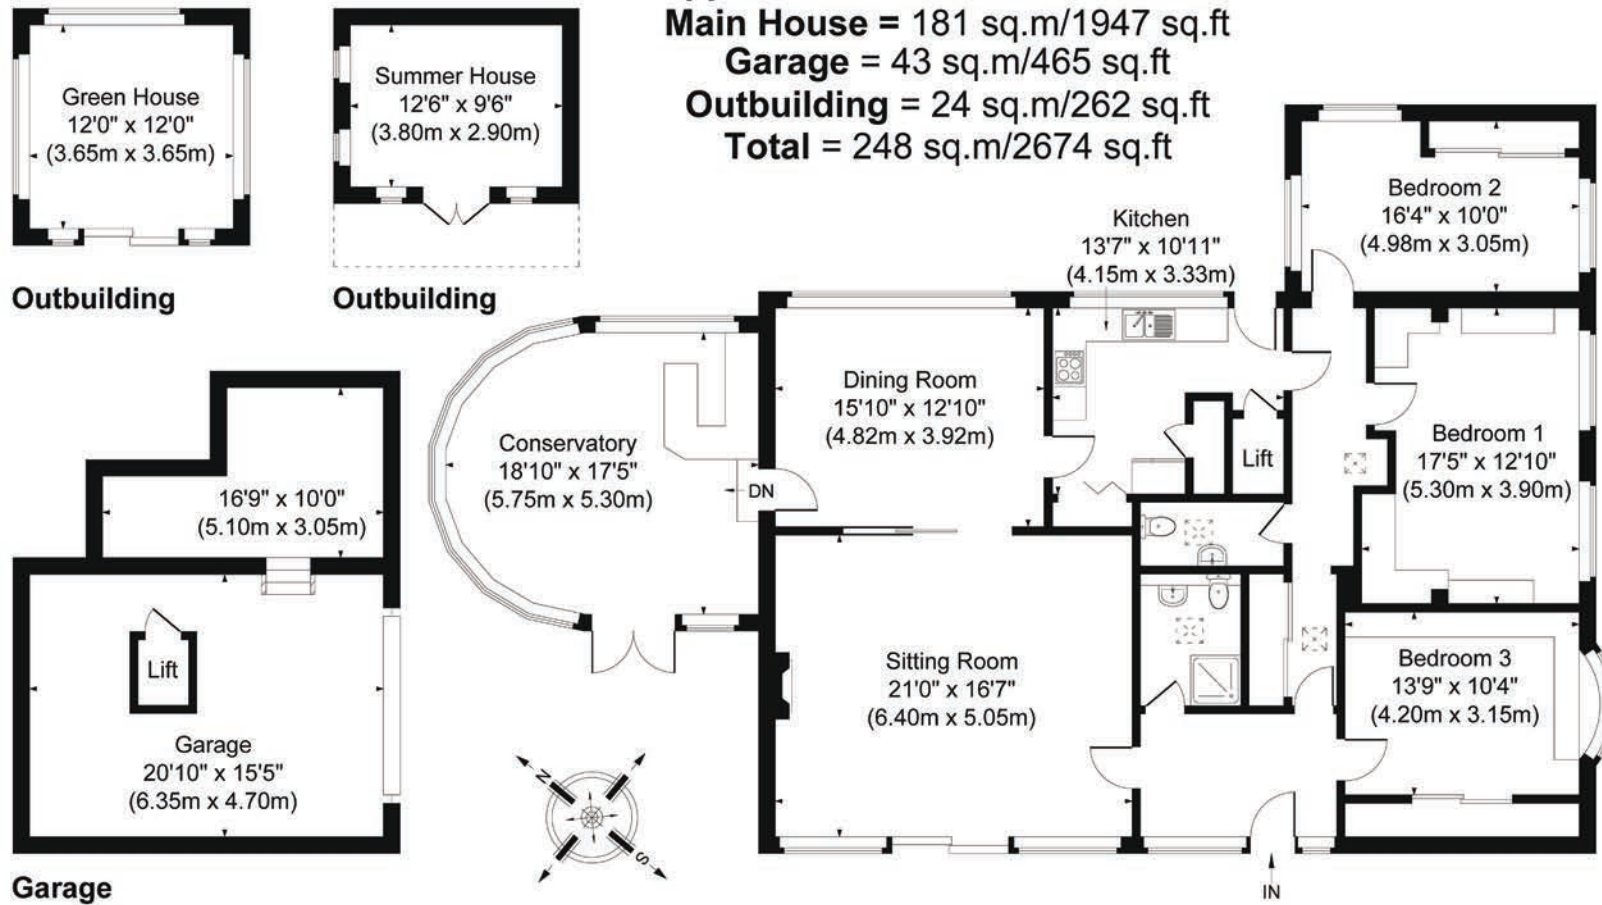 Main House = 181 sq.m/1947 sq.ft
Garage = 43 sq.m/465 sq.ft
Outbuilding = 24 sq.m/262 sq.ft
Total = 248 sq.m/2674 sq.ft
Green House
12'0" x 12'0"
(3.65m x 3.65m)
Outbuilding
Summer House
12'6" x 9'6"
(3.80m x 2.90m)
Outbuilding
Kitchen
13'7" x 10'11"
(4.15m x 3.33m)
Bedroom 2
16'4" x 10'0"
(4.98m x 3.05m)
Dining Room
15'10" x 12'10"
(4.82m x 3.92m)
Conservatory
18'10" x 17'5"
(5.75m x 5.30m)
DN
Lift
Bedroom 1
17'5" x 12'10"
(5.30m x 3.90m)
16'9" x 10'0"
(5.10m x 3.05m)
Lift
Garage
20'10" x 15'5"
(6.35m x 4.70m)
Garage
Sitting Room
21'0" x 16'7"
(6.40m x 5.05m)
Bedroom 3
13'9" x 10'4"
(4.20m x 3.15m)
N
S
IN